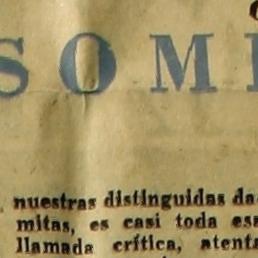 SOM
nuestras distinguidas da
mitas, es casi toda esa
llamada crítica, atenta